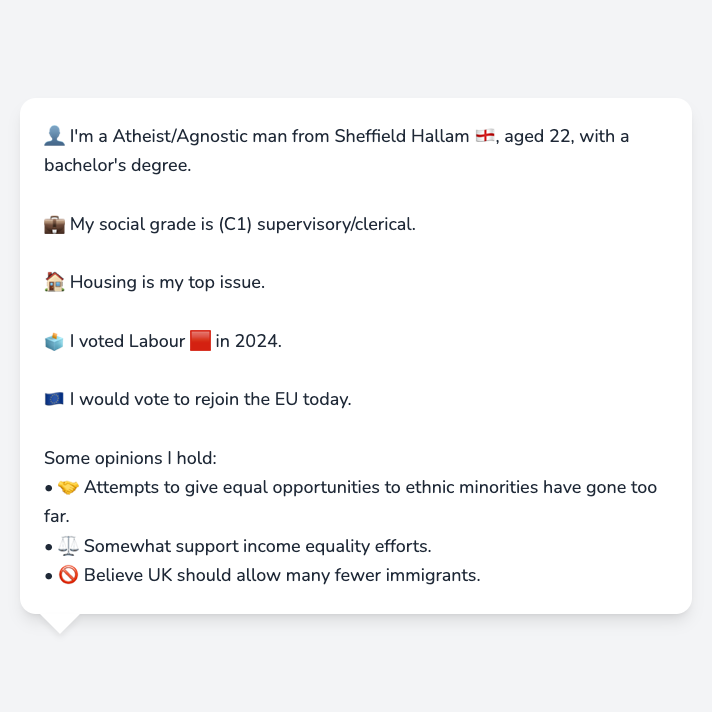 👤 I'm a Atheist/Agnostic man from Sheffield Hallam 🏴󠁧󠁢󠁥󠁮󠁧󠁿, aged 22, with a
bachelor's degree.
💼 My social grade is (C1) supervisory/clerical.
🏠 Housing is my top issue.
🗳️ I voted Labour 🟥 in 2024.
🇪🇺 I would vote to rejoin the EU today.
Some opinions I hold:
• 🤝 Attempts to give equal opportunities to ethnic minorities have gone too
far.
• ⚖️ Somewhat support income equality efforts.
• 🚫 Believe UK should allow many fewer immigrants.